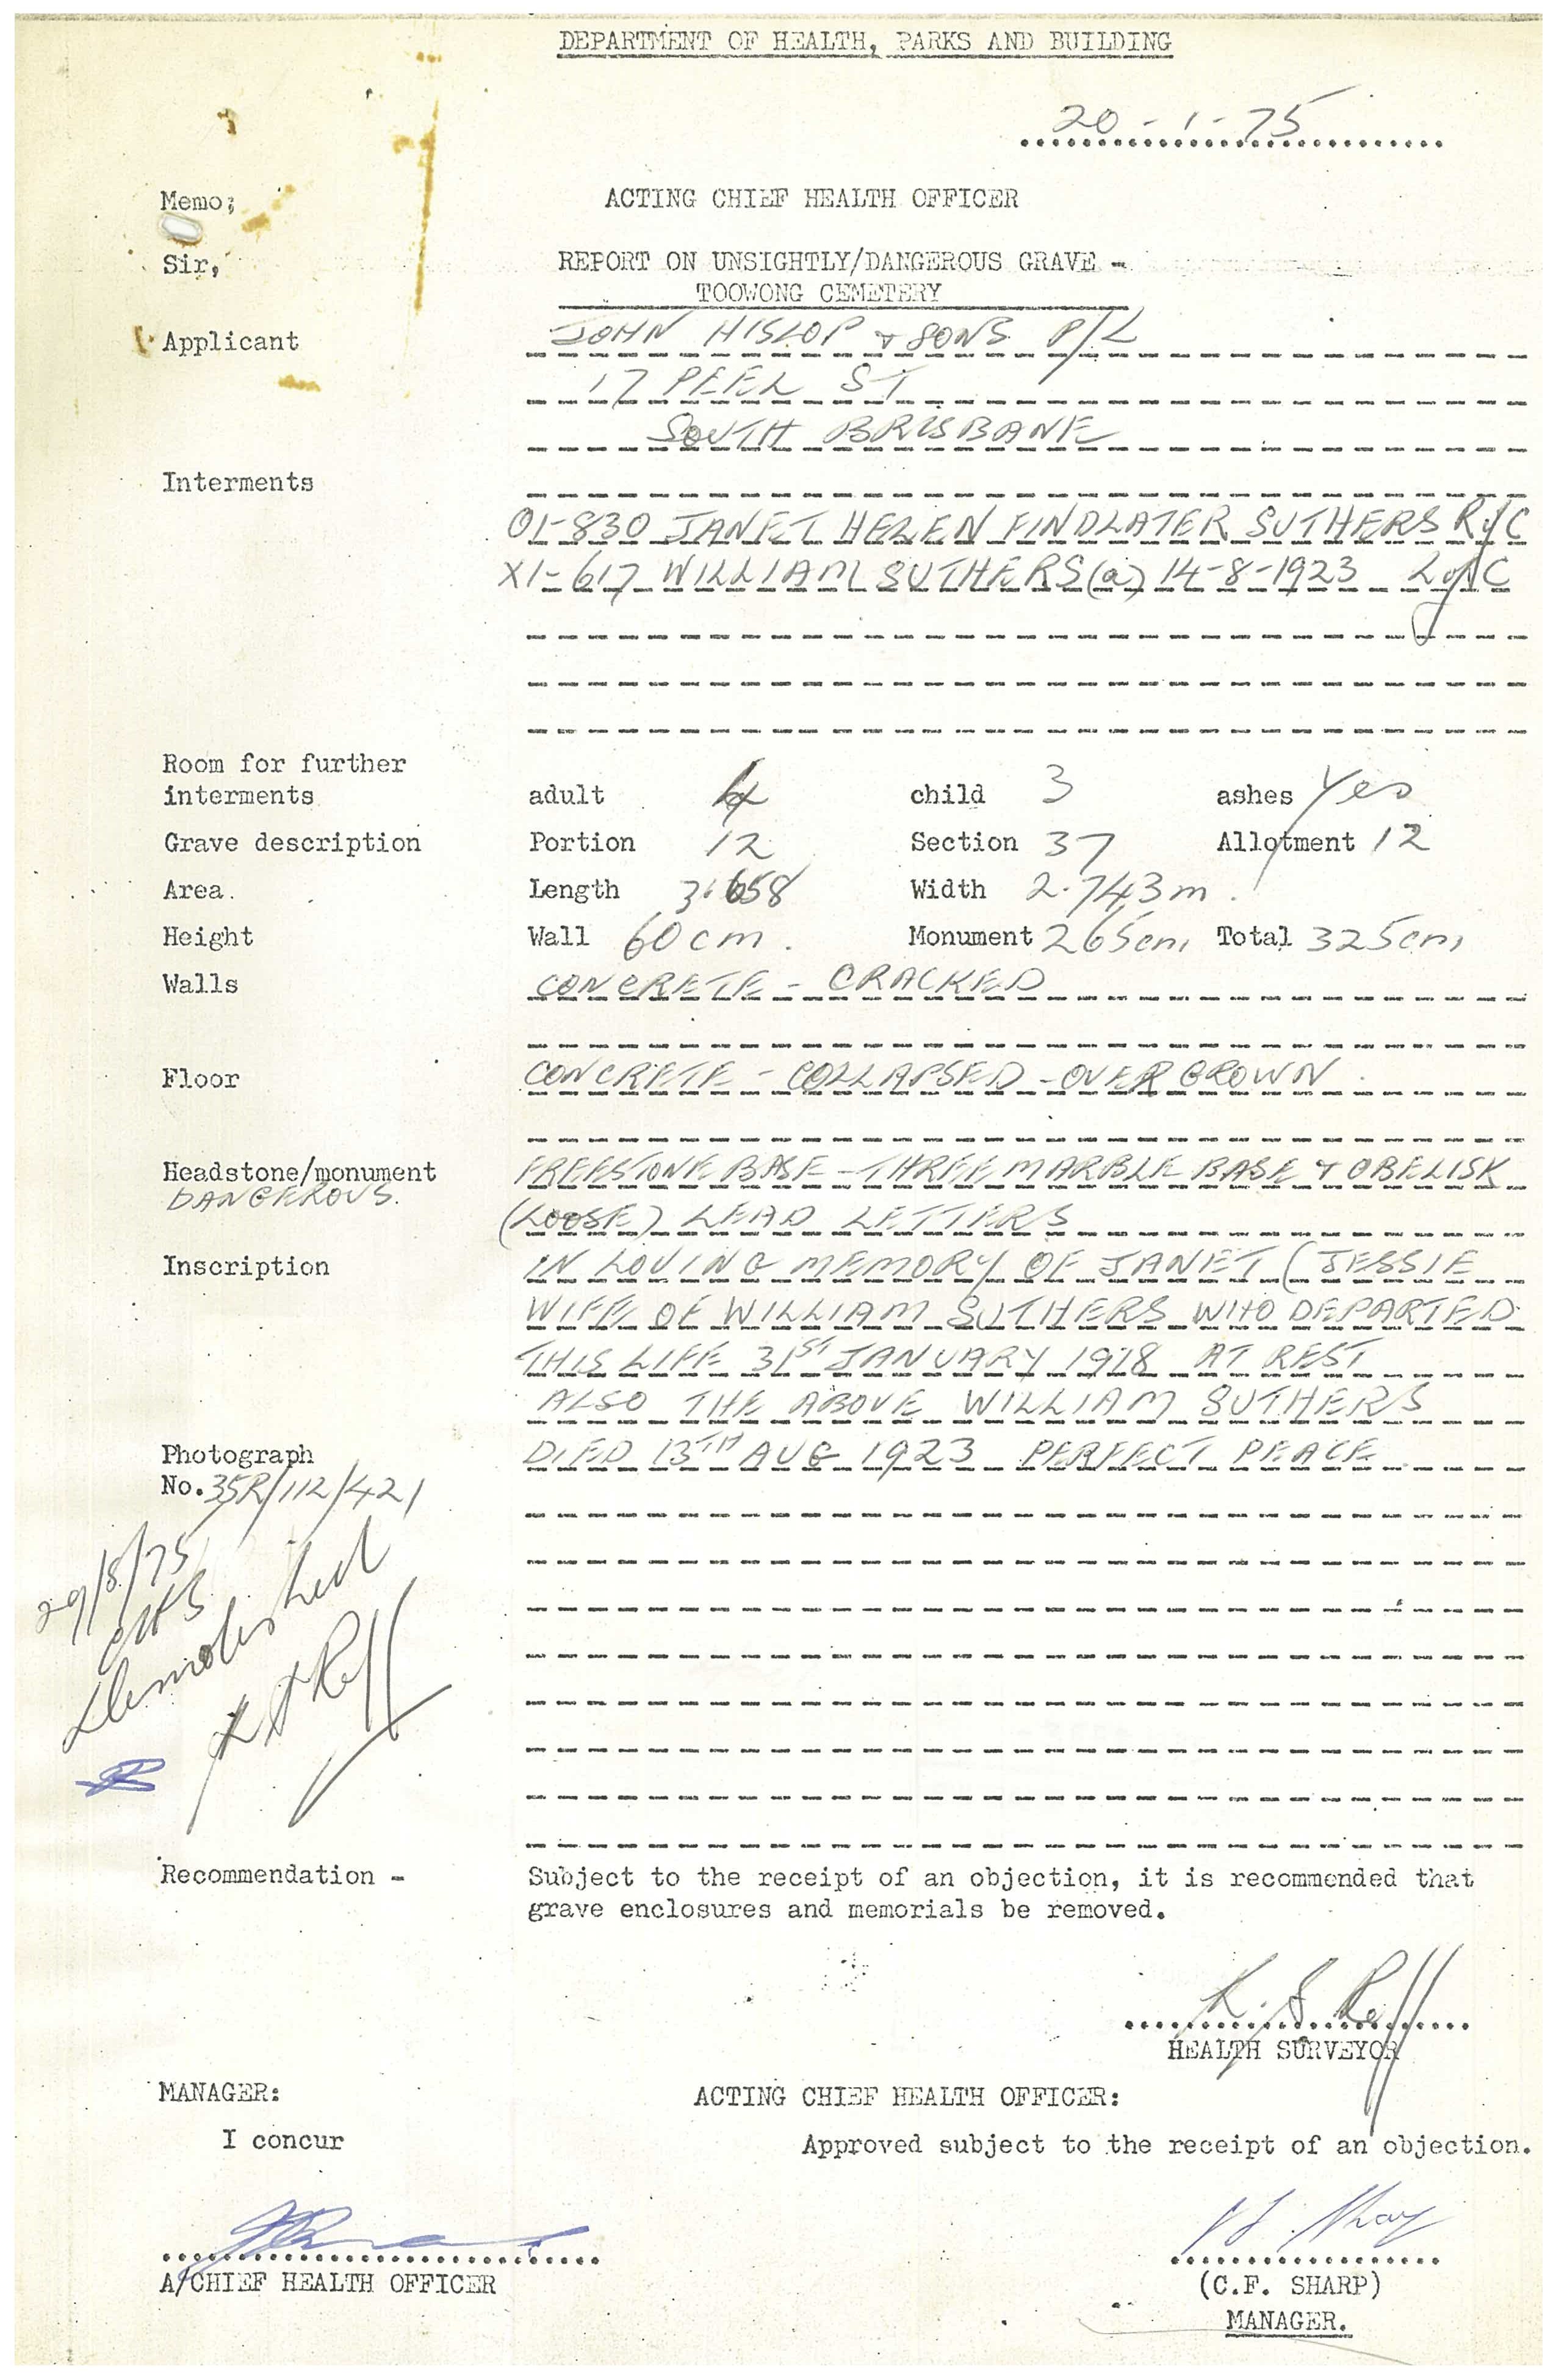 DEPARTMENT OF HEALTH, PARKS AND BUILDING
20-1-75
Memo; ACTING CHIEF HEALTH OFFICER
Sir, REPORT ON UNSIGHTLY/DANGEROUS GRAVE -
TOOWONG CEMETERY
Applicant JOHN HISLOP & SONS P/L
17 PEEL ST
SOUTH BRISBANE
Interments
01-830 JANET HELEN FINDLATER SUTHERS R of C
X1-617 WILLIAM SUTHERS (a) 14-8-1923 L of C
Room for further
interments adult child 3 ashes Yes
Grave description Portion 12 Section 37 Allotment 12
Area. Length 3.658 Width 2.743m.
Height Wall 60cm. Monument 265cm Total 325cm
Walls CONCRETE - CRACKED
Floor CONCRETE - COLLAPSED - OVERGROWN.
Headstone/monument FREESTONE BASE - THREE MARBLE BASE & OBELISK
DANGEROUS. (LOOSE) LEAD LETTERS
Inscription IN LOVING MEMORY OF JANET (JESSIE
WIFE OF WILLIAM SUTHERS WHO DEPARTED
THIS LIFE 31ST JANUARY 1918 AT REST
ALSO THE ABOVE WILLIAM SUTHERS
Photograph DIED 13TH AUG 1923 PERFECT PEACE
No. 35R/112/421
29/8/75
demolished
Recommendation - Subject to the receipt of an objection, it is recommended that
grave enclosures and memorials be removed.
HEALTH SURVEYOR
MANAGER: ACTING CHIEF HEALTH OFFICER:
I concur Approved subject to the receipt of an objection.
A/CHIEF HEALTH OFFICER (C.F. SHARP)
MANAGER.